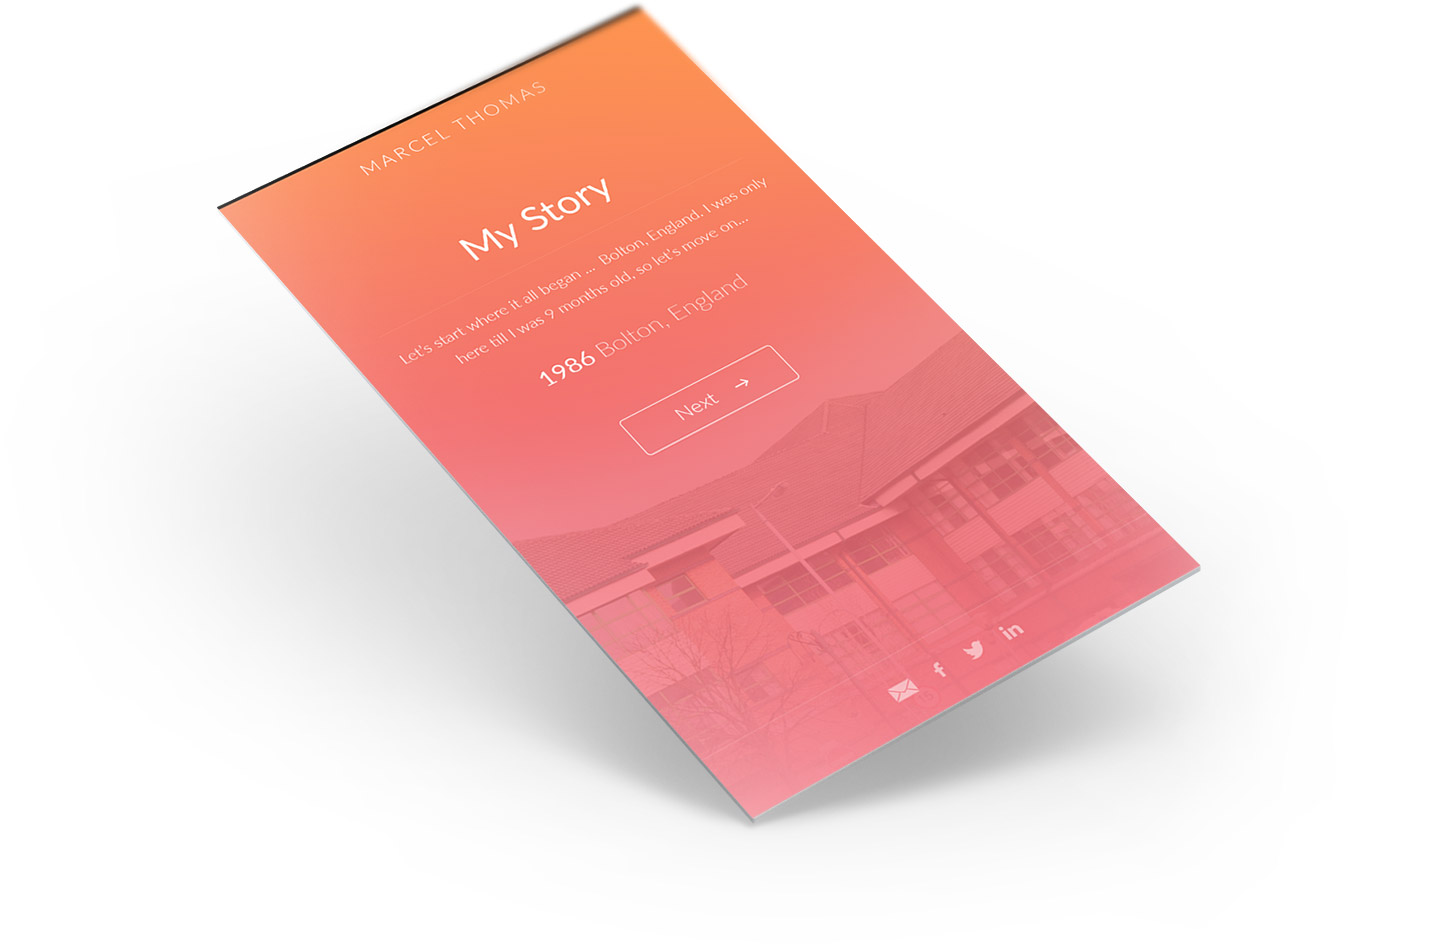 MARCEL THOMAS
My Story
Let's start where it all began ... Bolton, England. I was only
here till I was 9 months old, so let's move on...
1986 Bolton, England
Next →
f
in